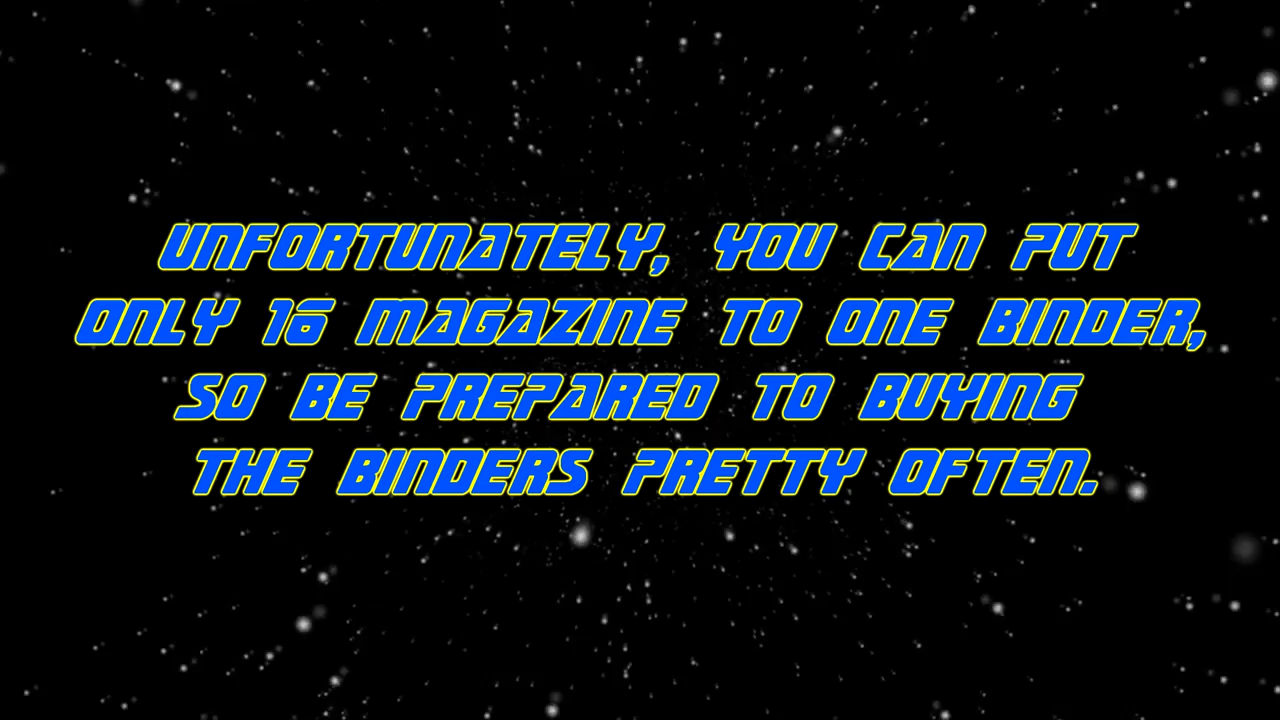 UNFORTUNATELY, YOU CAN PUT
ONLY 16 MAGAZINE TO ONE BINDER,
SO BE PREPARED TO BUYING
THE BINDERS PRETTY OFTEN.